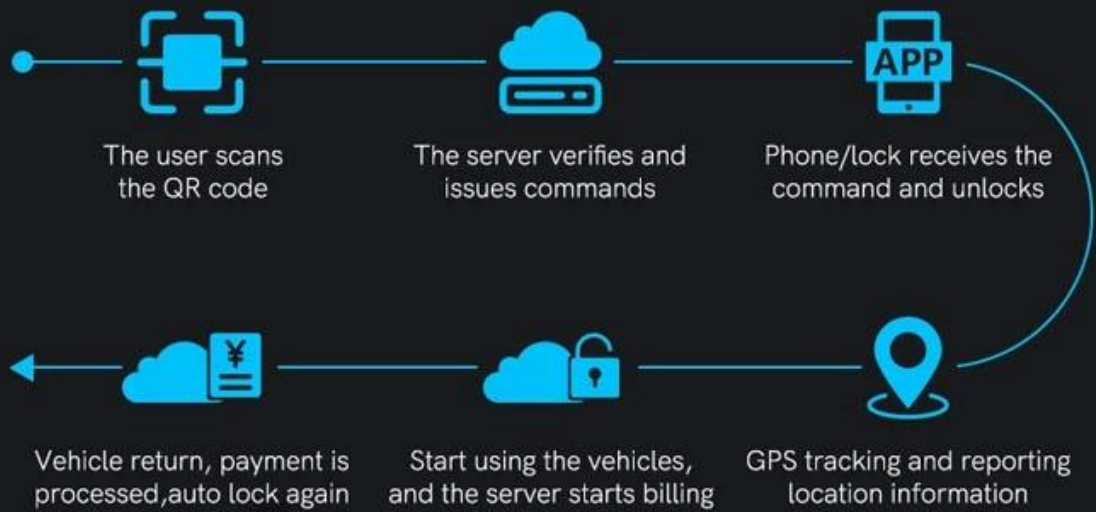 APP
The user scans
the QR code
The server verifies and
issues commands
Phone/lock receives the
command and unlocks
¥
Vehicle return, payment is
processed,auto lock again
Start using the vehicles,
and the server starts billing
GPS tracking and reporting
location information